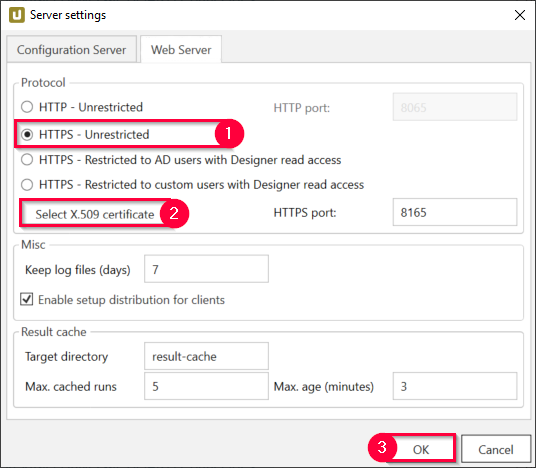 U Server settings
Configuration Server Web Server
Protocol
HTTP - Unrestricted HTTP port: 8065
HTTPS - Unrestricted 1
HTTPS - Restricted to AD users with Designer read access
HTTPS - Restricted to custom users with Designer read access
Select X.509 certificate 2 HTTPS port: 8165
Misc
Keep log files (days) 7
Enable setup distribution for clients
Result cache
Target directory result-cache
Max. cached runs 5 Max. age (minutes) 3
3 OK Cancel